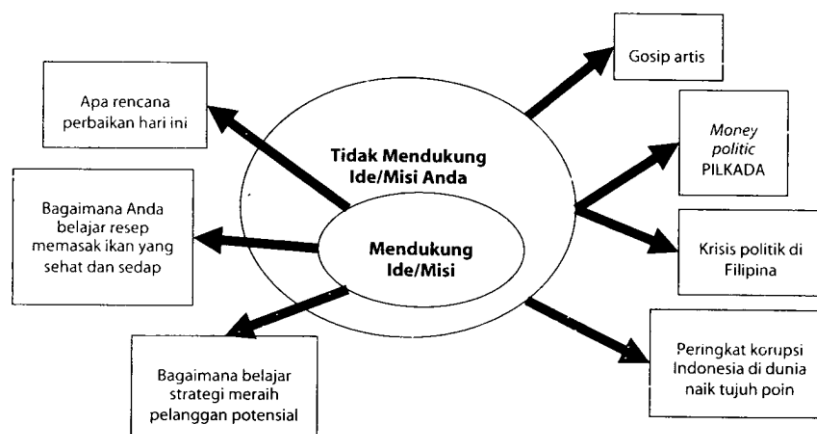 Gosip artis
Apa rencana
perbaikan hari ini
Money
politic
PILKADA
Tidak Mendukung
Ide/Misi Anda
Bagaimana Anda
belajar resep
memasak ikan yang
sehat dan sedap
Mendukung
Ide/Misi
Krisis politik di
Filipina
Peringkat korupsi
Indonesia di dunia
naik tujuh poin
Bagaimana belajar
strategi meraih
pelanggan potensial